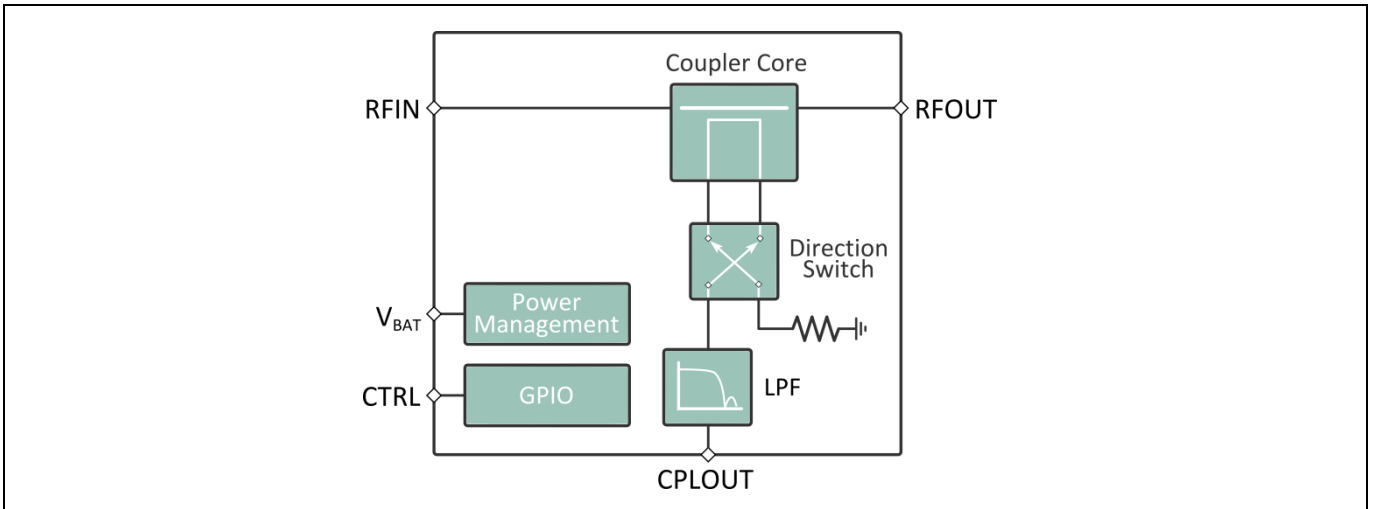 Coupler Core
RFIN
RFOUT
Direction
Switch
Power
Management
VBAT
LPF
CTRL
GPIO
CPLOUT